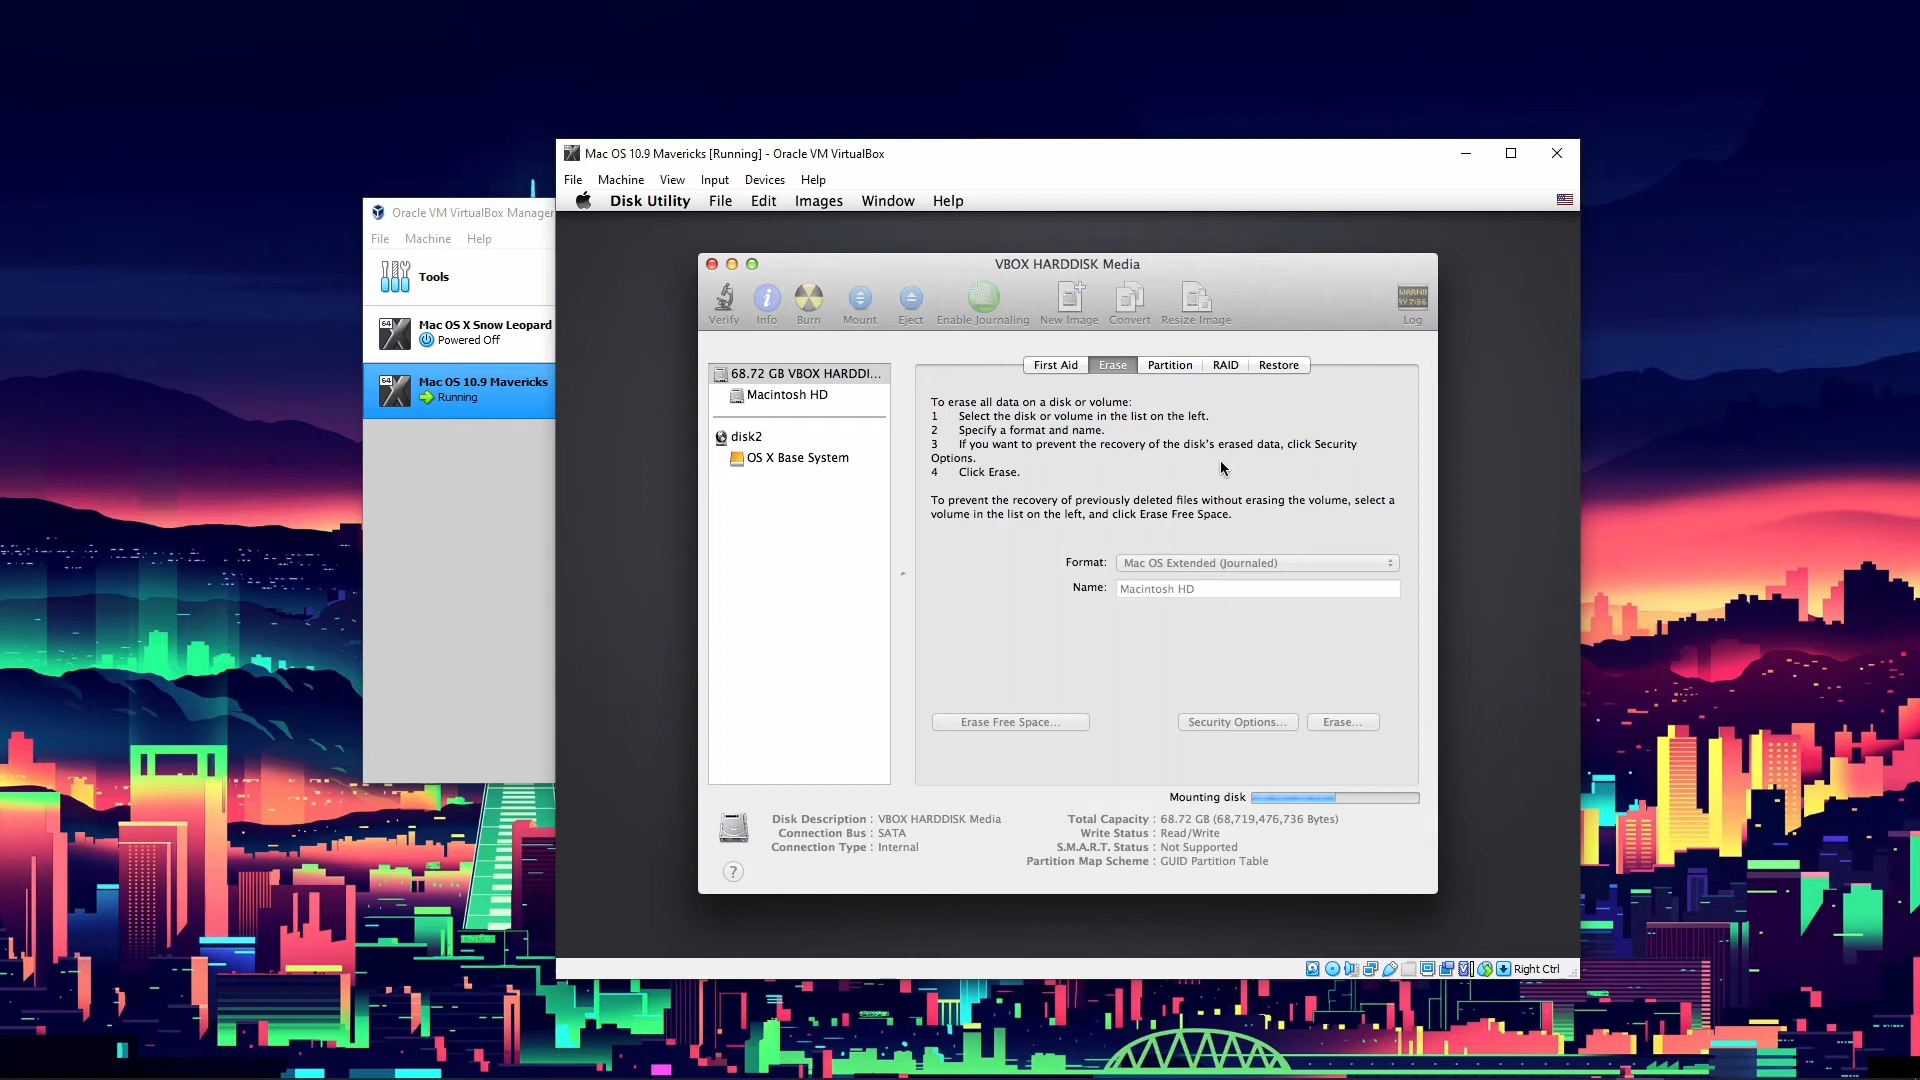 Mac OS 10.9 Mavericks [Running] - Oracle VM VirtualBox
File Machine View Input Devices Help
Disk Utility File Edit Images Window Help
Oracle VM VirtualBox Manager
File Machine Help
Tools
64
Mac OS X Snow Leopard
Powered Off
64
Mac OS 10.9 Mavericks
Running
VBOX HARDDISK Media
Verify Info Burn Mount Eject Enable Journaling New Image Convert Resize Image Log
68.72 GB VBOX HARDDI...
Macintosh HD
disk2
OS X Base System
First Aid Erase Partition RAID Restore
To erase all data on a disk or volume:
1 Select the disk or volume in the list on the left.
2 Specify a format and name.
3 If you want to prevent the recovery of the disk's erased data, click Security
Options.
4 Click Erase.
To prevent the recovery of previously deleted files without erasing the volume, select a
volume in the list on the left, and click Erase Free Space.
Format: Mac OS Extended (Journaled)
Name: Macintosh HD
Erase Free Space... Security Options... Erase...
Mounting disk
Disk Description : VBOX HARDDISK Media
Connection Bus : SATA
Connection Type : Internal
Total Capacity : 68.72 GB (68,719,476,736 Bytes)
Write Status : Read/Write
S.M.A.R.T. Status : Not Supported
Partition Map Scheme : GUID Partition Table
?
Right Ctrl